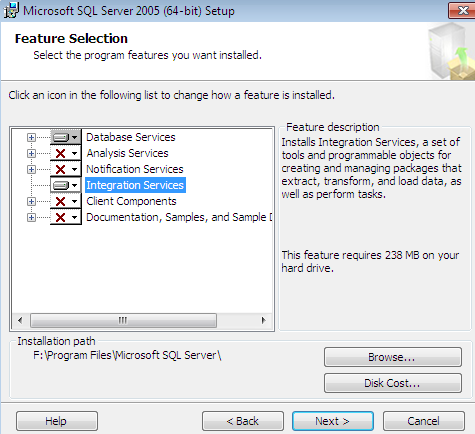 Microsoft SQL Server 2005 (64-bit) Setup
Feature Selection
Select the program features you want installed.
Click an icon in the following list to change how a feature is installed.
Database Services
Analysis Services
Notification Services
Integration Services
Client Components
Documentation, Samples, and Sample D
Feature description
Installs Integration Services, a set of
tools and programmable objects for
creating and managing packages that
extract, transform, and load data, as
well as perform tasks.
This feature requires 238 MB on your
hard drive.
Installation path
F:\Program Files\Microsoft SQL Server\
Browse...
Disk Cost...
Help
< Back
Next >
Cancel